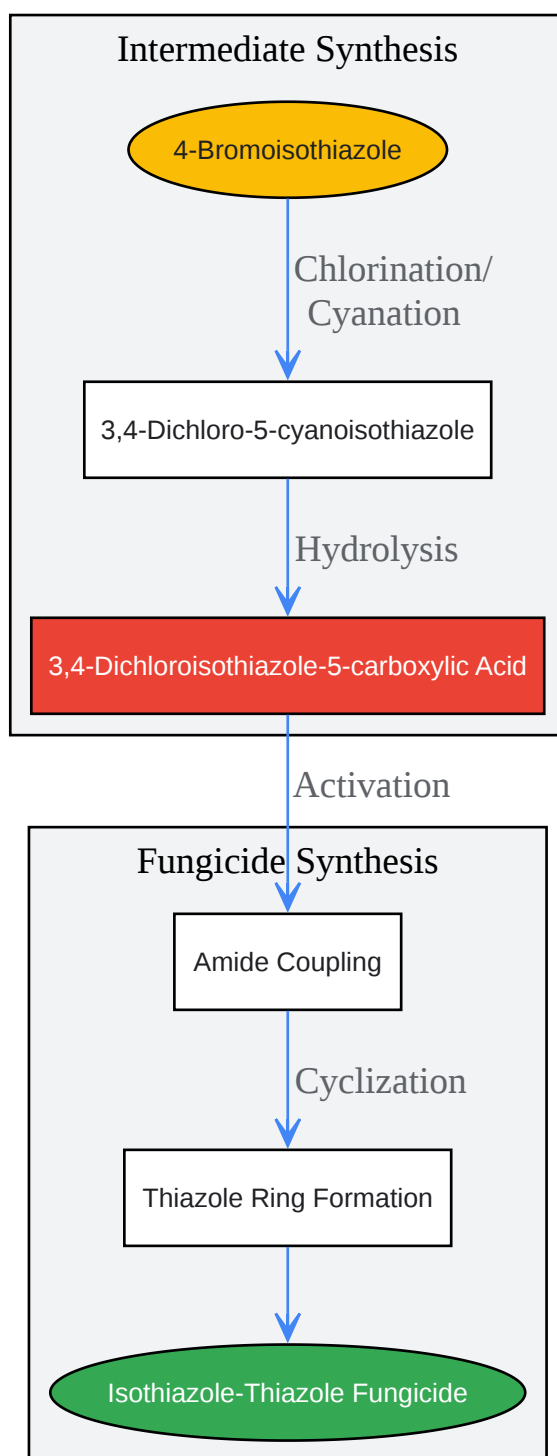 Intermediate Synthesis
4-Bromoisothiazole
Chlorination/
Cyanation
3,4-Dichloro-5-cyanoisothiazole
Hydrolysis
3,4-Dichloroisothiazole-5-carboxylic Acid
Activation
Fungicide Synthesis
Amide Coupling
Cyclization
Thiazole Ring Formation
Isothiazole-Thiazole Fungicide